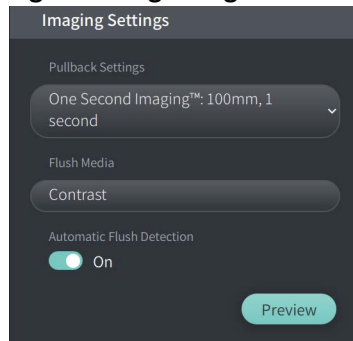 Imaging Settings
Pullback Settings
One Second Imaging™: 100mm, 1
second
Flush Media
Contrast
Automatic Flush Detection
On
Preview